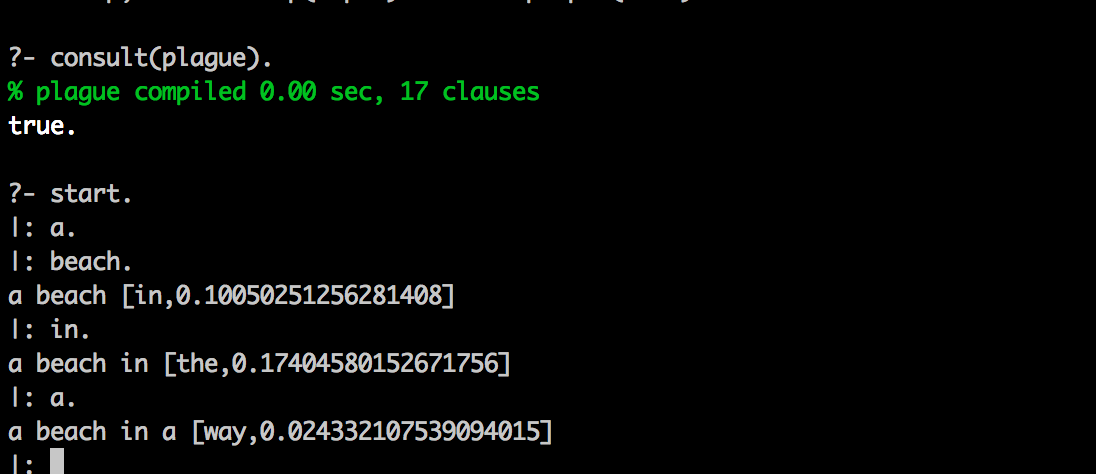 ?- consult(plague).
% plague compiled 0.00 sec, 17 clauses
true.
?- start.
|: a.
|: beach.
a beach [in,0.10050251256281408]
|: in.
a beach in [the,0.17404580152671756]
|: a.
a beach in a [way,0.024332107539094015]
|: